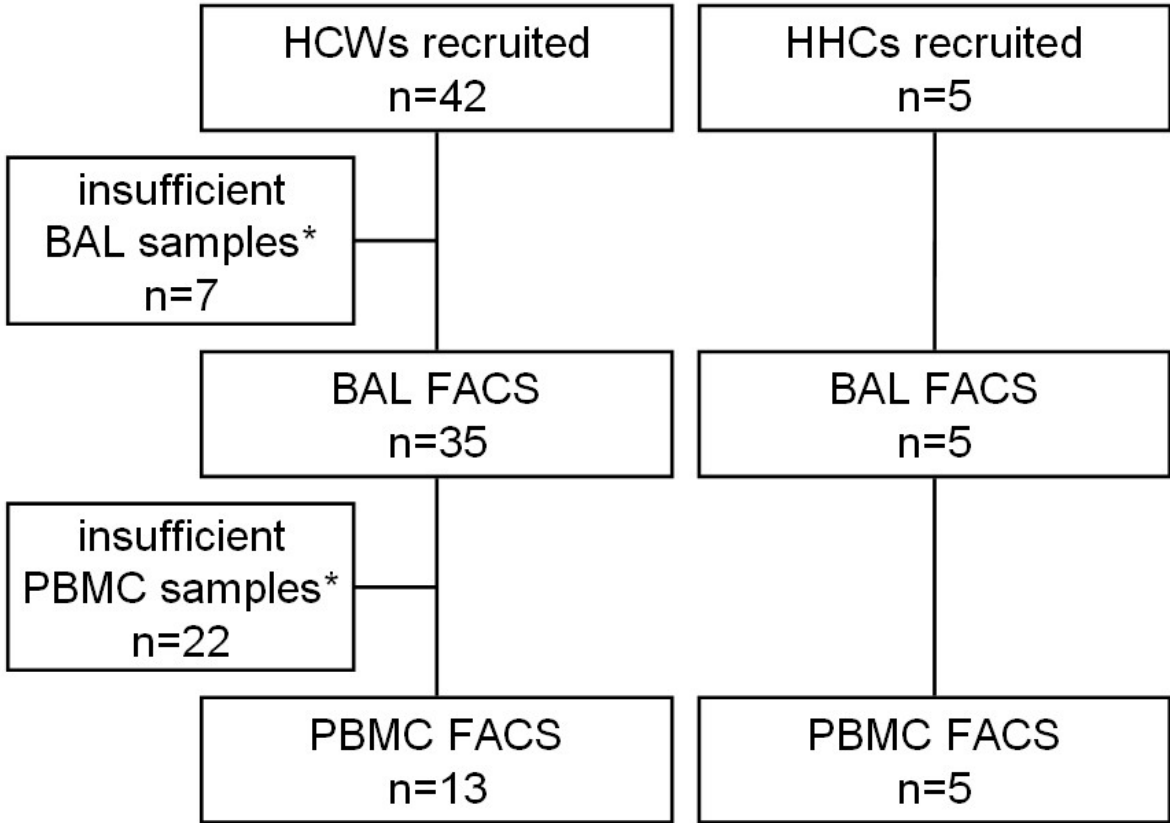 HCWs recruited
n=42
HHCs recruited
n=5
insufficient
BAL samples*
n=7
BAL FACS
n=35
BAL FACS
n=5
insufficient
PBMC samples*
n=22
PBMC FACS
n=13
PBMC FACS
n=5